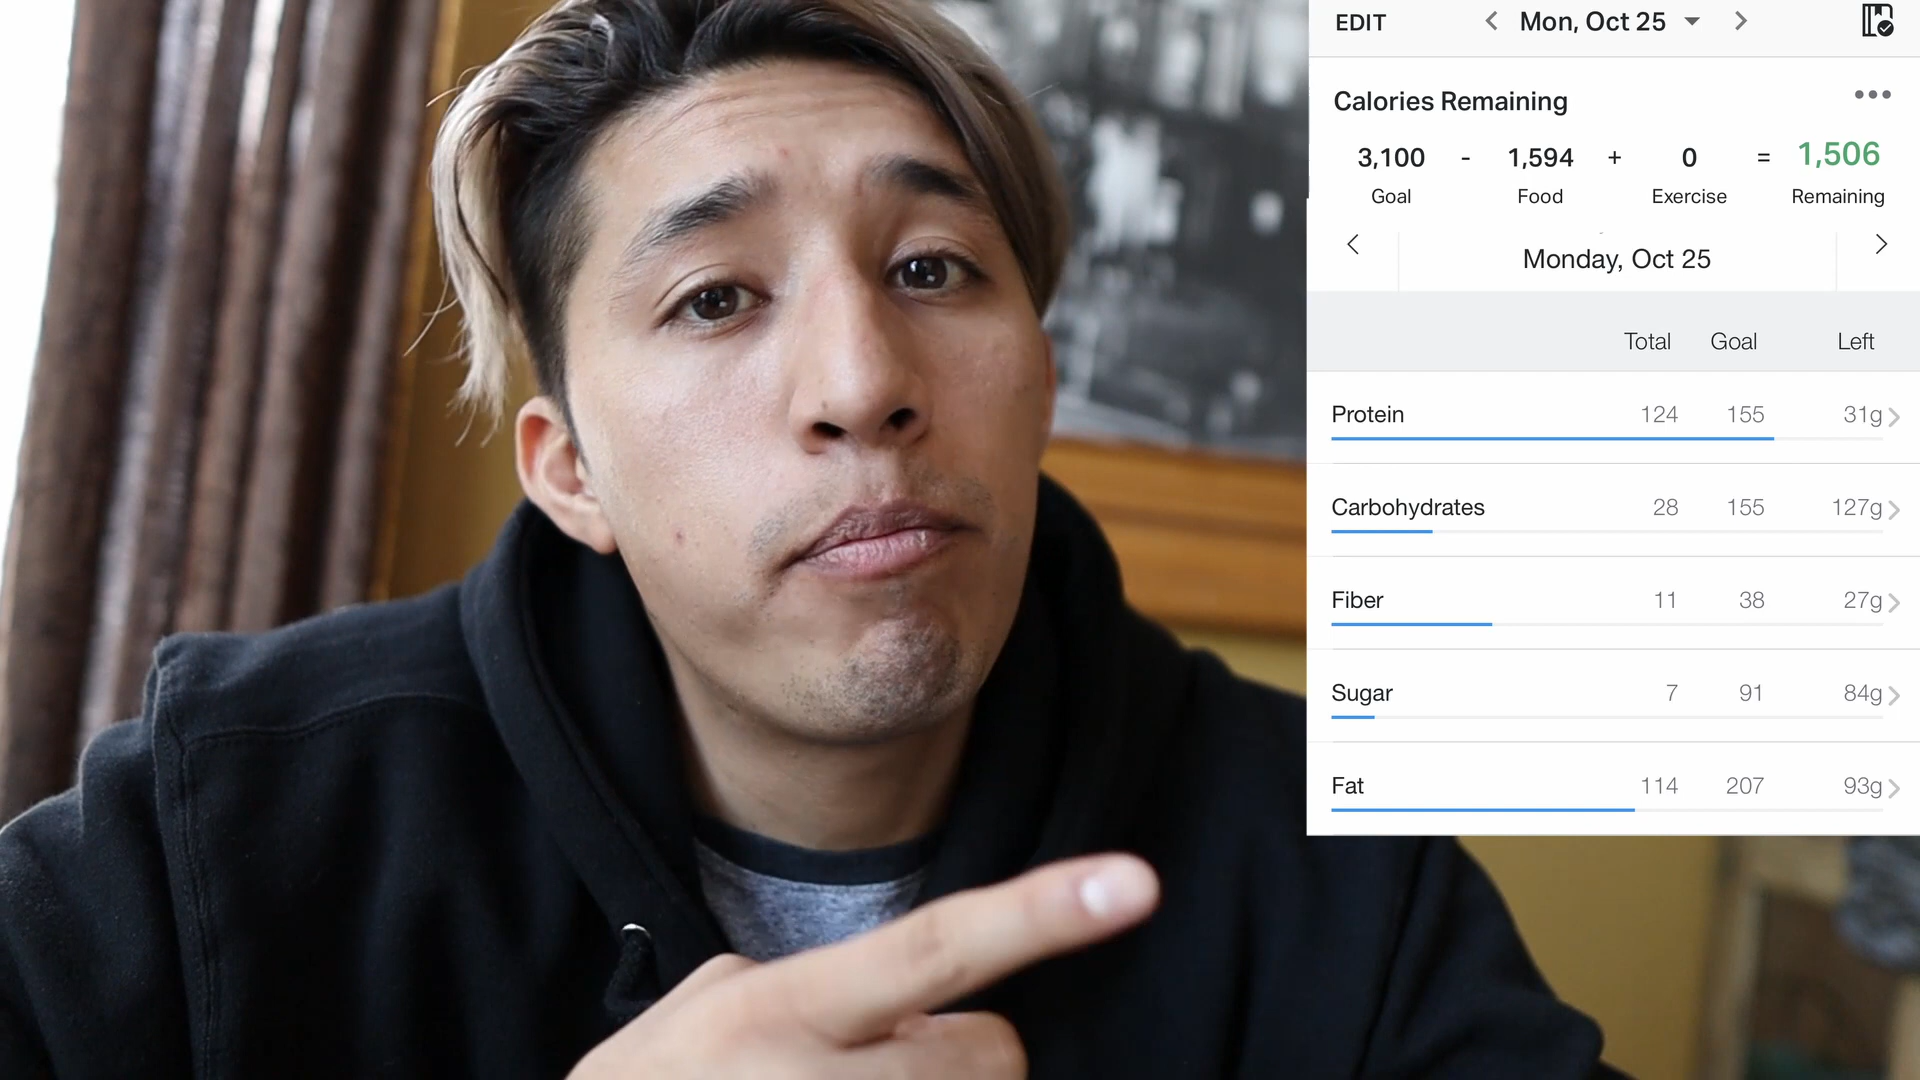 EDIT Mon, Oct 25
Calories Remaining
3,100 - 1,594 + 0 = 1,506
Goal Food Exercise Remaining
Monday, Oct 25
Total Goal Left
Protein 124 155 31g
Carbohydrates 28 155 127g
Fiber 11 38 27g
Sugar 7 91 84g
Fat 114 207 93g